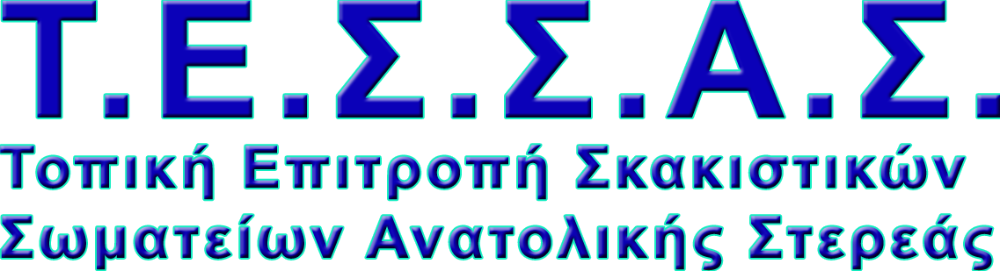 Τ.Ε.Σ.Σ.Α.Σ.
Τοπική Επιτροπή Σκακιστικών
Σωματείων Ανατολικής Στερεάς